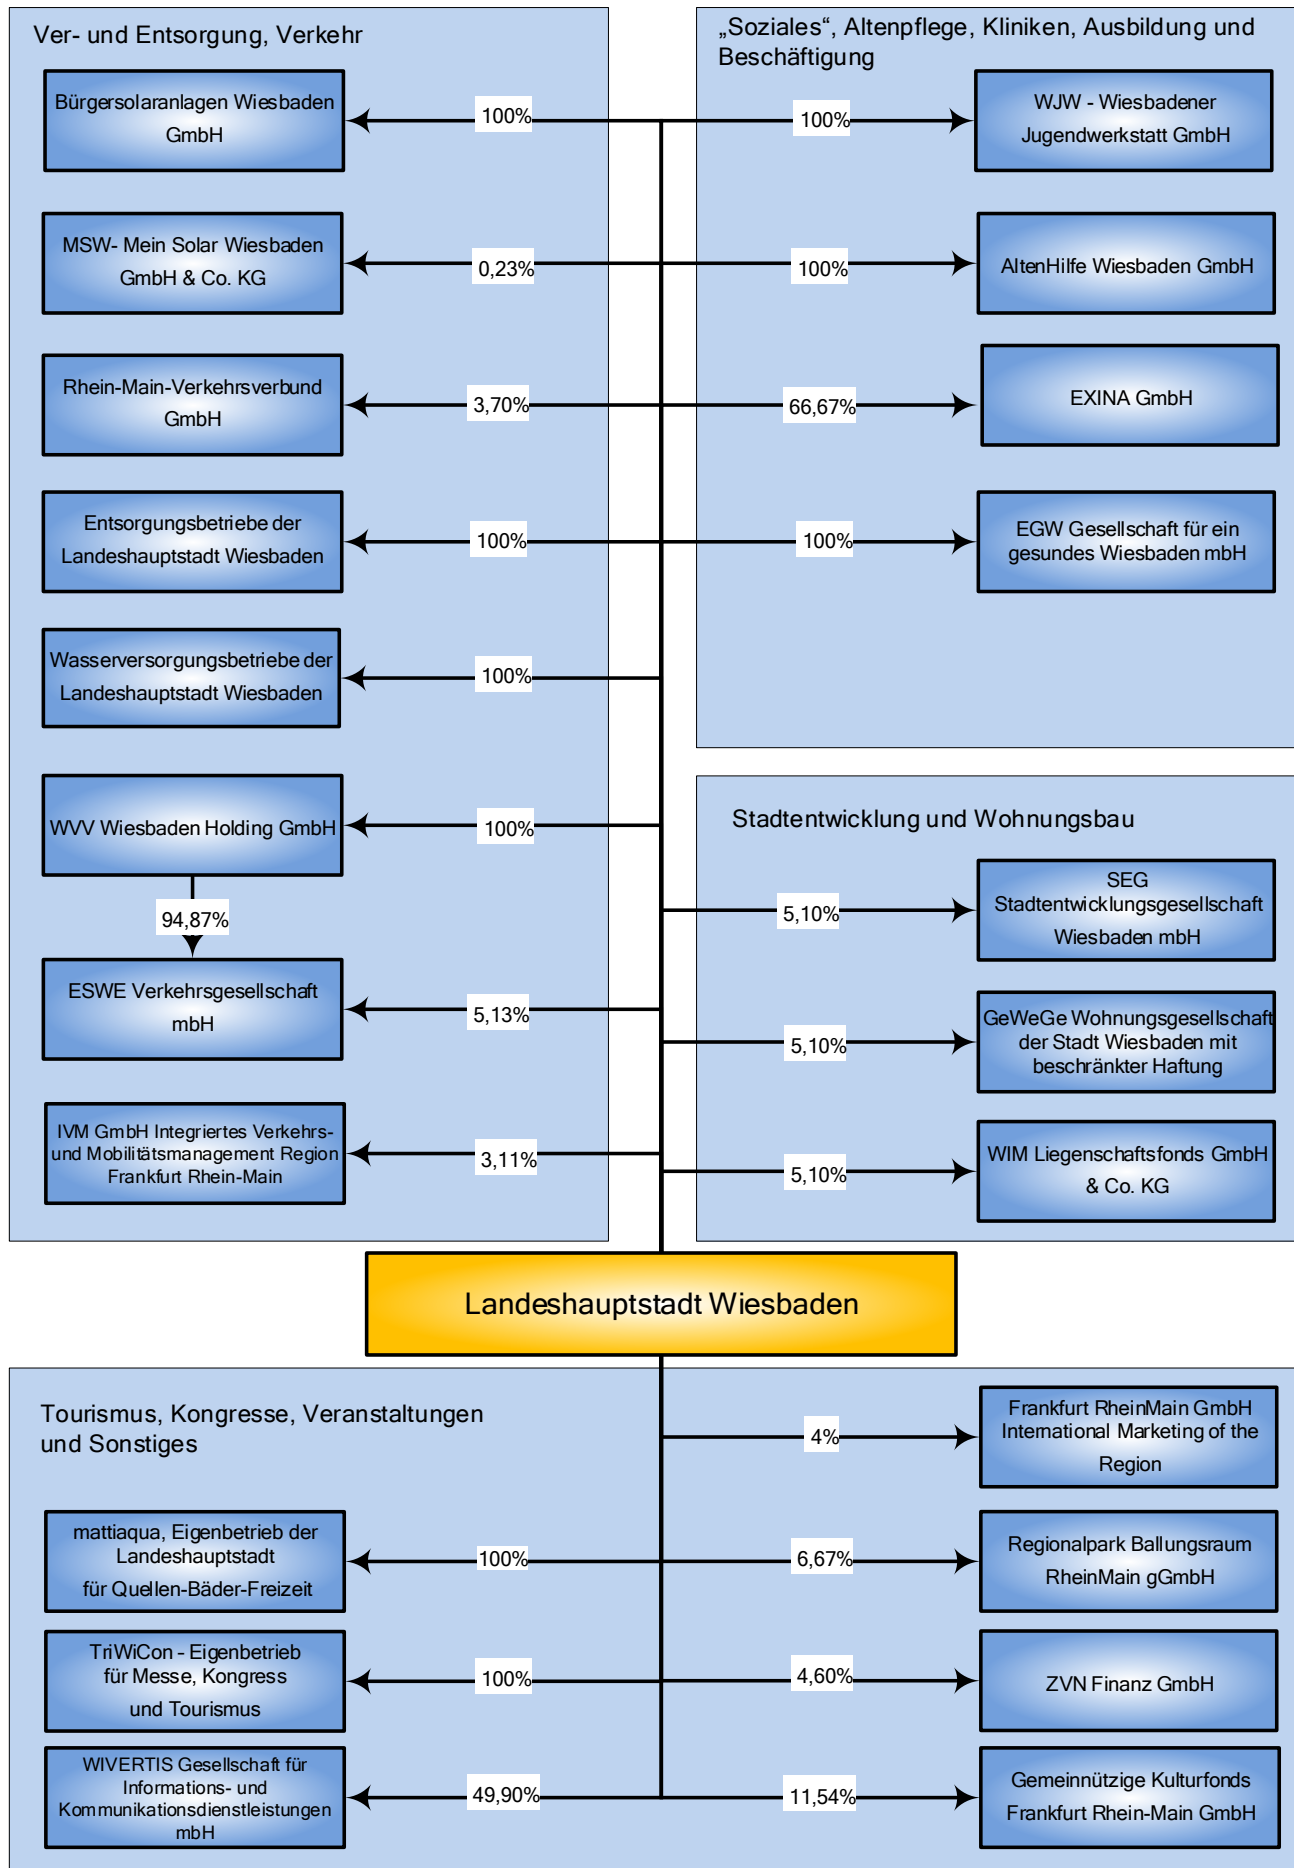 Ver- und Entsorgung, Verkehr
Bürgersolaranlagen Wiesbaden
GmbH
100%
MSW- Mein Solar Wiesbaden
GmbH & Co. KG
0,23%
Rhein-Main-Verkehrsverbund
GmbH
3,70%
Entsorgungsbetriebe der
Landeshauptstadt Wiesbaden
100%
Wasserversorgungsbetriebe der
Landeshauptstadt Wiesbaden
100%
WVV Wiesbaden Holding GmbH
100%
94,87%
ESWE Verkehrsgesellschaft
mbH
5,13%
IVM GmbH Integriertes Verkehrs-
und Mobilitätsmanagement Region
Frankfurt Rhein-Main
3,11%
„Soziales“, Altenpflege, Kliniken, Ausbildung und
Beschäftigung
100%
WJW - Wiesbadener
Jugendwerkstatt GmbH
100%
AltenHilfe Wiesbaden GmbH
66,67%
EXINA GmbH
100%
EGW Gesellschaft für ein
gesundes Wiesbaden mbH
Stadtentwicklung und Wohnungsbau
5,10%
SEG
Stadtentwicklungsgesellschaft
Wiesbaden mbH
5,10%
GeWeGe Wohnungsgesellschaft
der Stadt Wiesbaden mit
beschränkter Haftung
5,10%
WIM Liegenschaftsfonds GmbH
& Co. KG
Landeshauptstadt Wiesbaden
Tourismus, Kongresse, Veranstaltungen
und Sonstiges
mattiaqua, Eigenbetrieb der
Landeshauptstadt
für Quellen-Bäder-Freizeit
100%
TriWiCon - Eigenbetrieb
für Messe, Kongress
und Tourismus
100%
WIVERTIS Gesellschaft für
Informations- und
Kommunikationsdienstleistungen
mbH
49,90%
4%
Frankfurt RheinMain GmbH
International Marketing of the
Region
6,67%
Regionalpark Ballungsraum
RheinMain gGmbH
4,60%
ZVN Finanz GmbH
11,54%
Gemeinnützige Kulturfonds
Frankfurt Rhein-Main GmbH